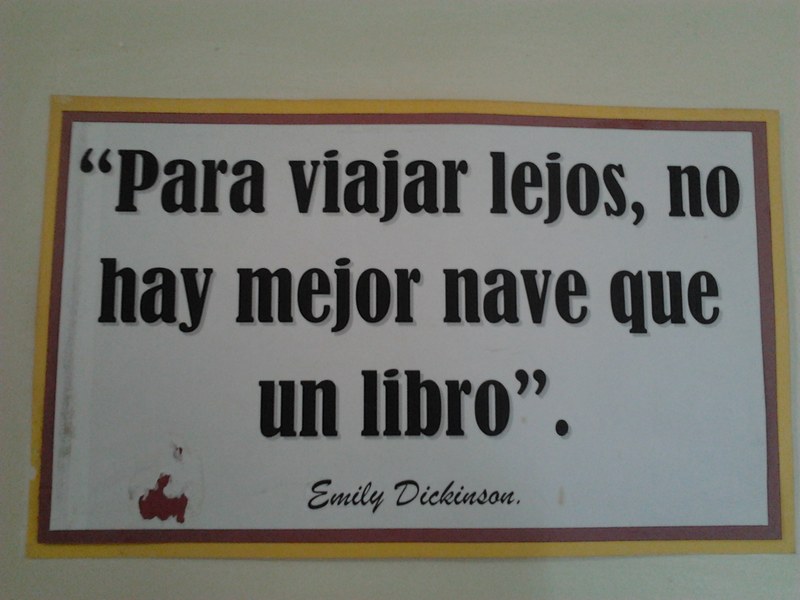 “Para viajar lejos, no
hay mejor nave que
un libro”.
Emily Dickinson.